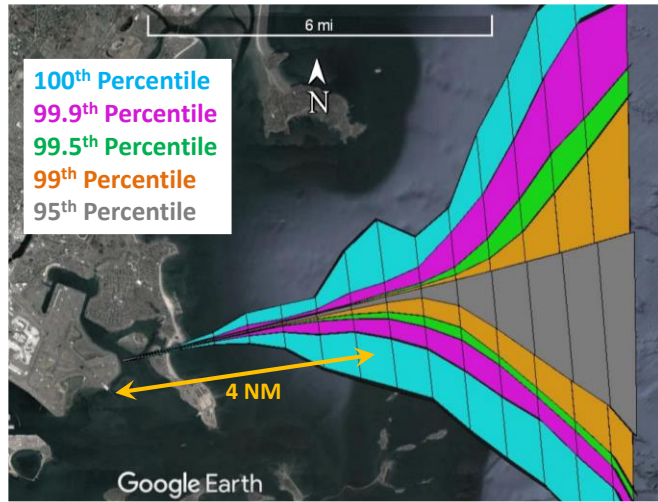 6 mi
N
100th Percentile
99.9th Percentile
99.5th Percentile
99th Percentile
95th Percentile
4 NM
Google Earth